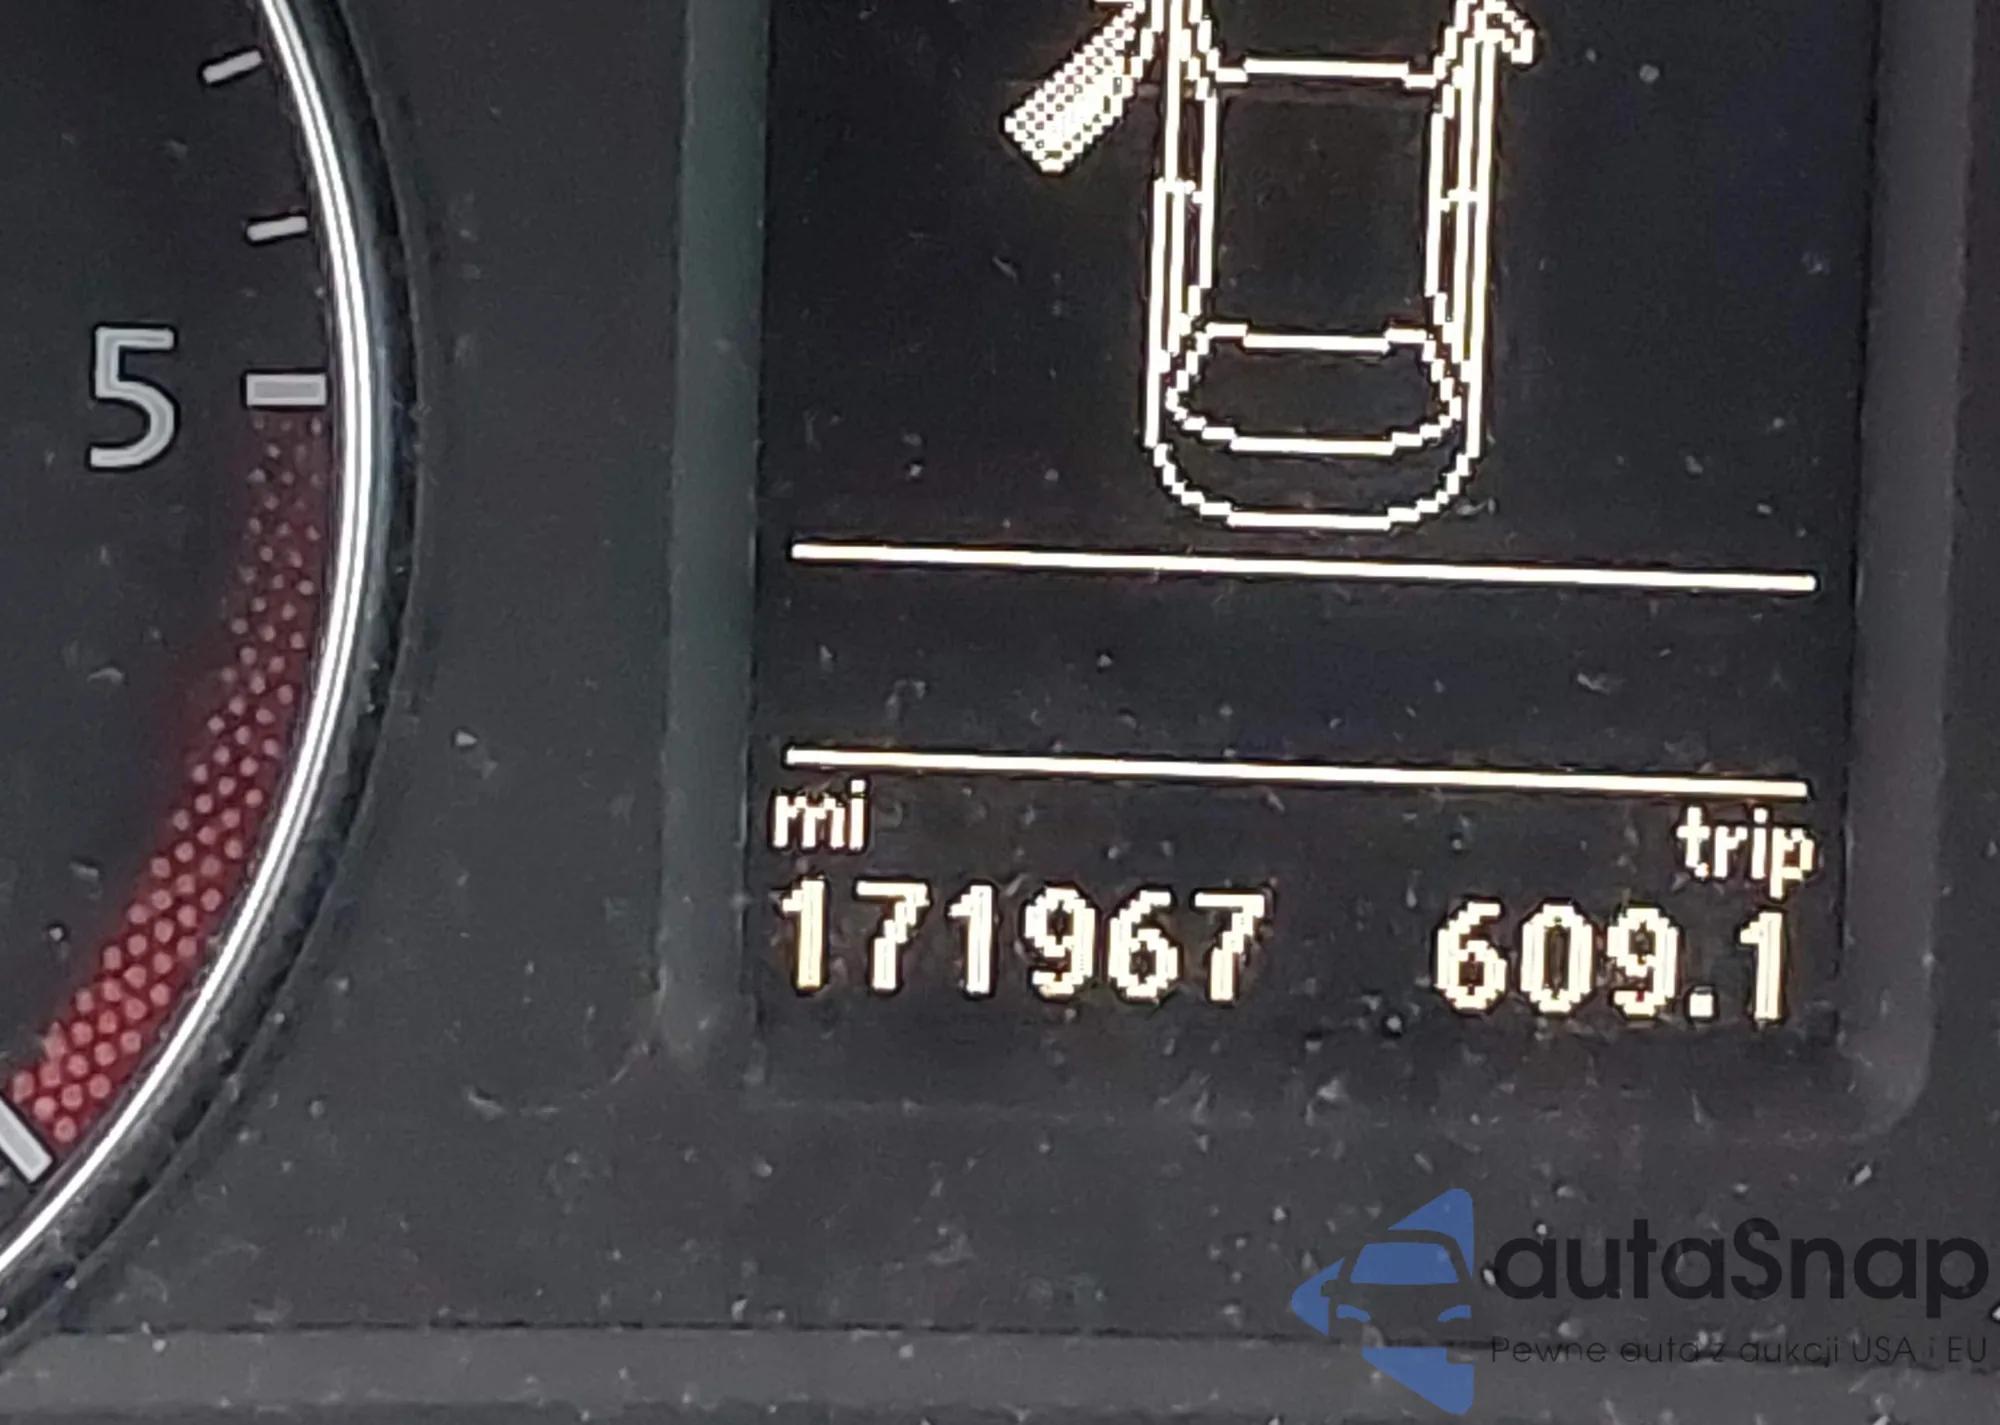 5
mi trip
171967 609.1
autaSnap
Pewne auta z aukcji USA i EU